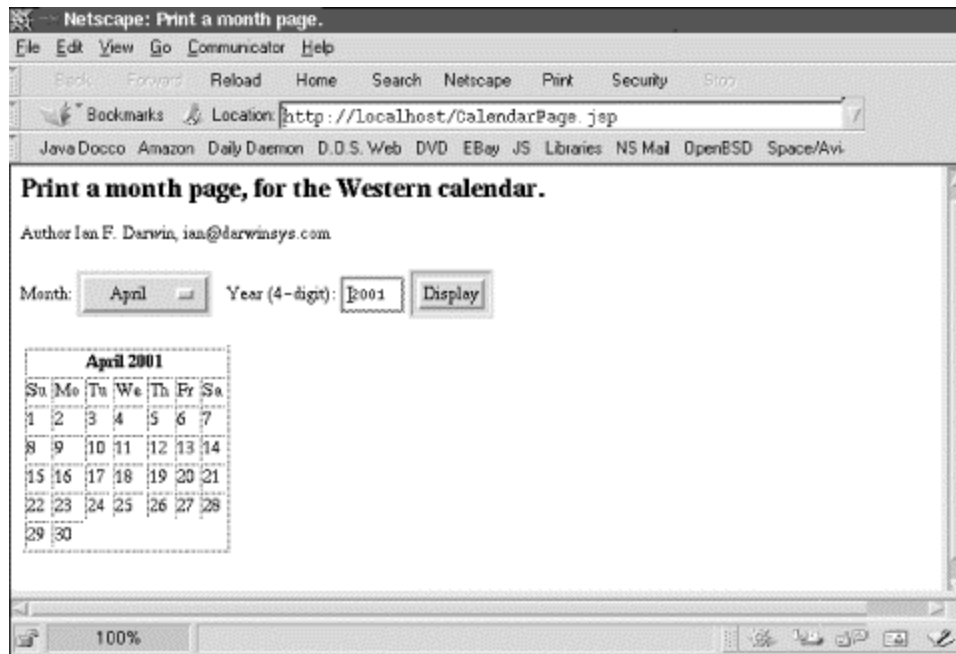 Netscape: Print a month page.
File Edit View Go Communicator Help
Back Forward Reload Home Search Netscape Print Security Stop
Bookmarks Location: http://localhost/CalendarPage.jsp
Java Docco Amazon Daily Daemon D.O.S. Web DVD EBay JS Libraries NS Mail OpenBSD Space/Avi
Print a month page, for the Western calendar.
Author Ian F. Darwin, ian@darwinsys.com
Month: April Year (4-digit): 2001 Display
April 2001
Su Mo Tu We Th Fr Sa
1 2 3 4 5 6 7
8 9 10 11 12 13 14
15 16 17 18 19 20 21
22 23 24 25 26 27 28
29 30
100%